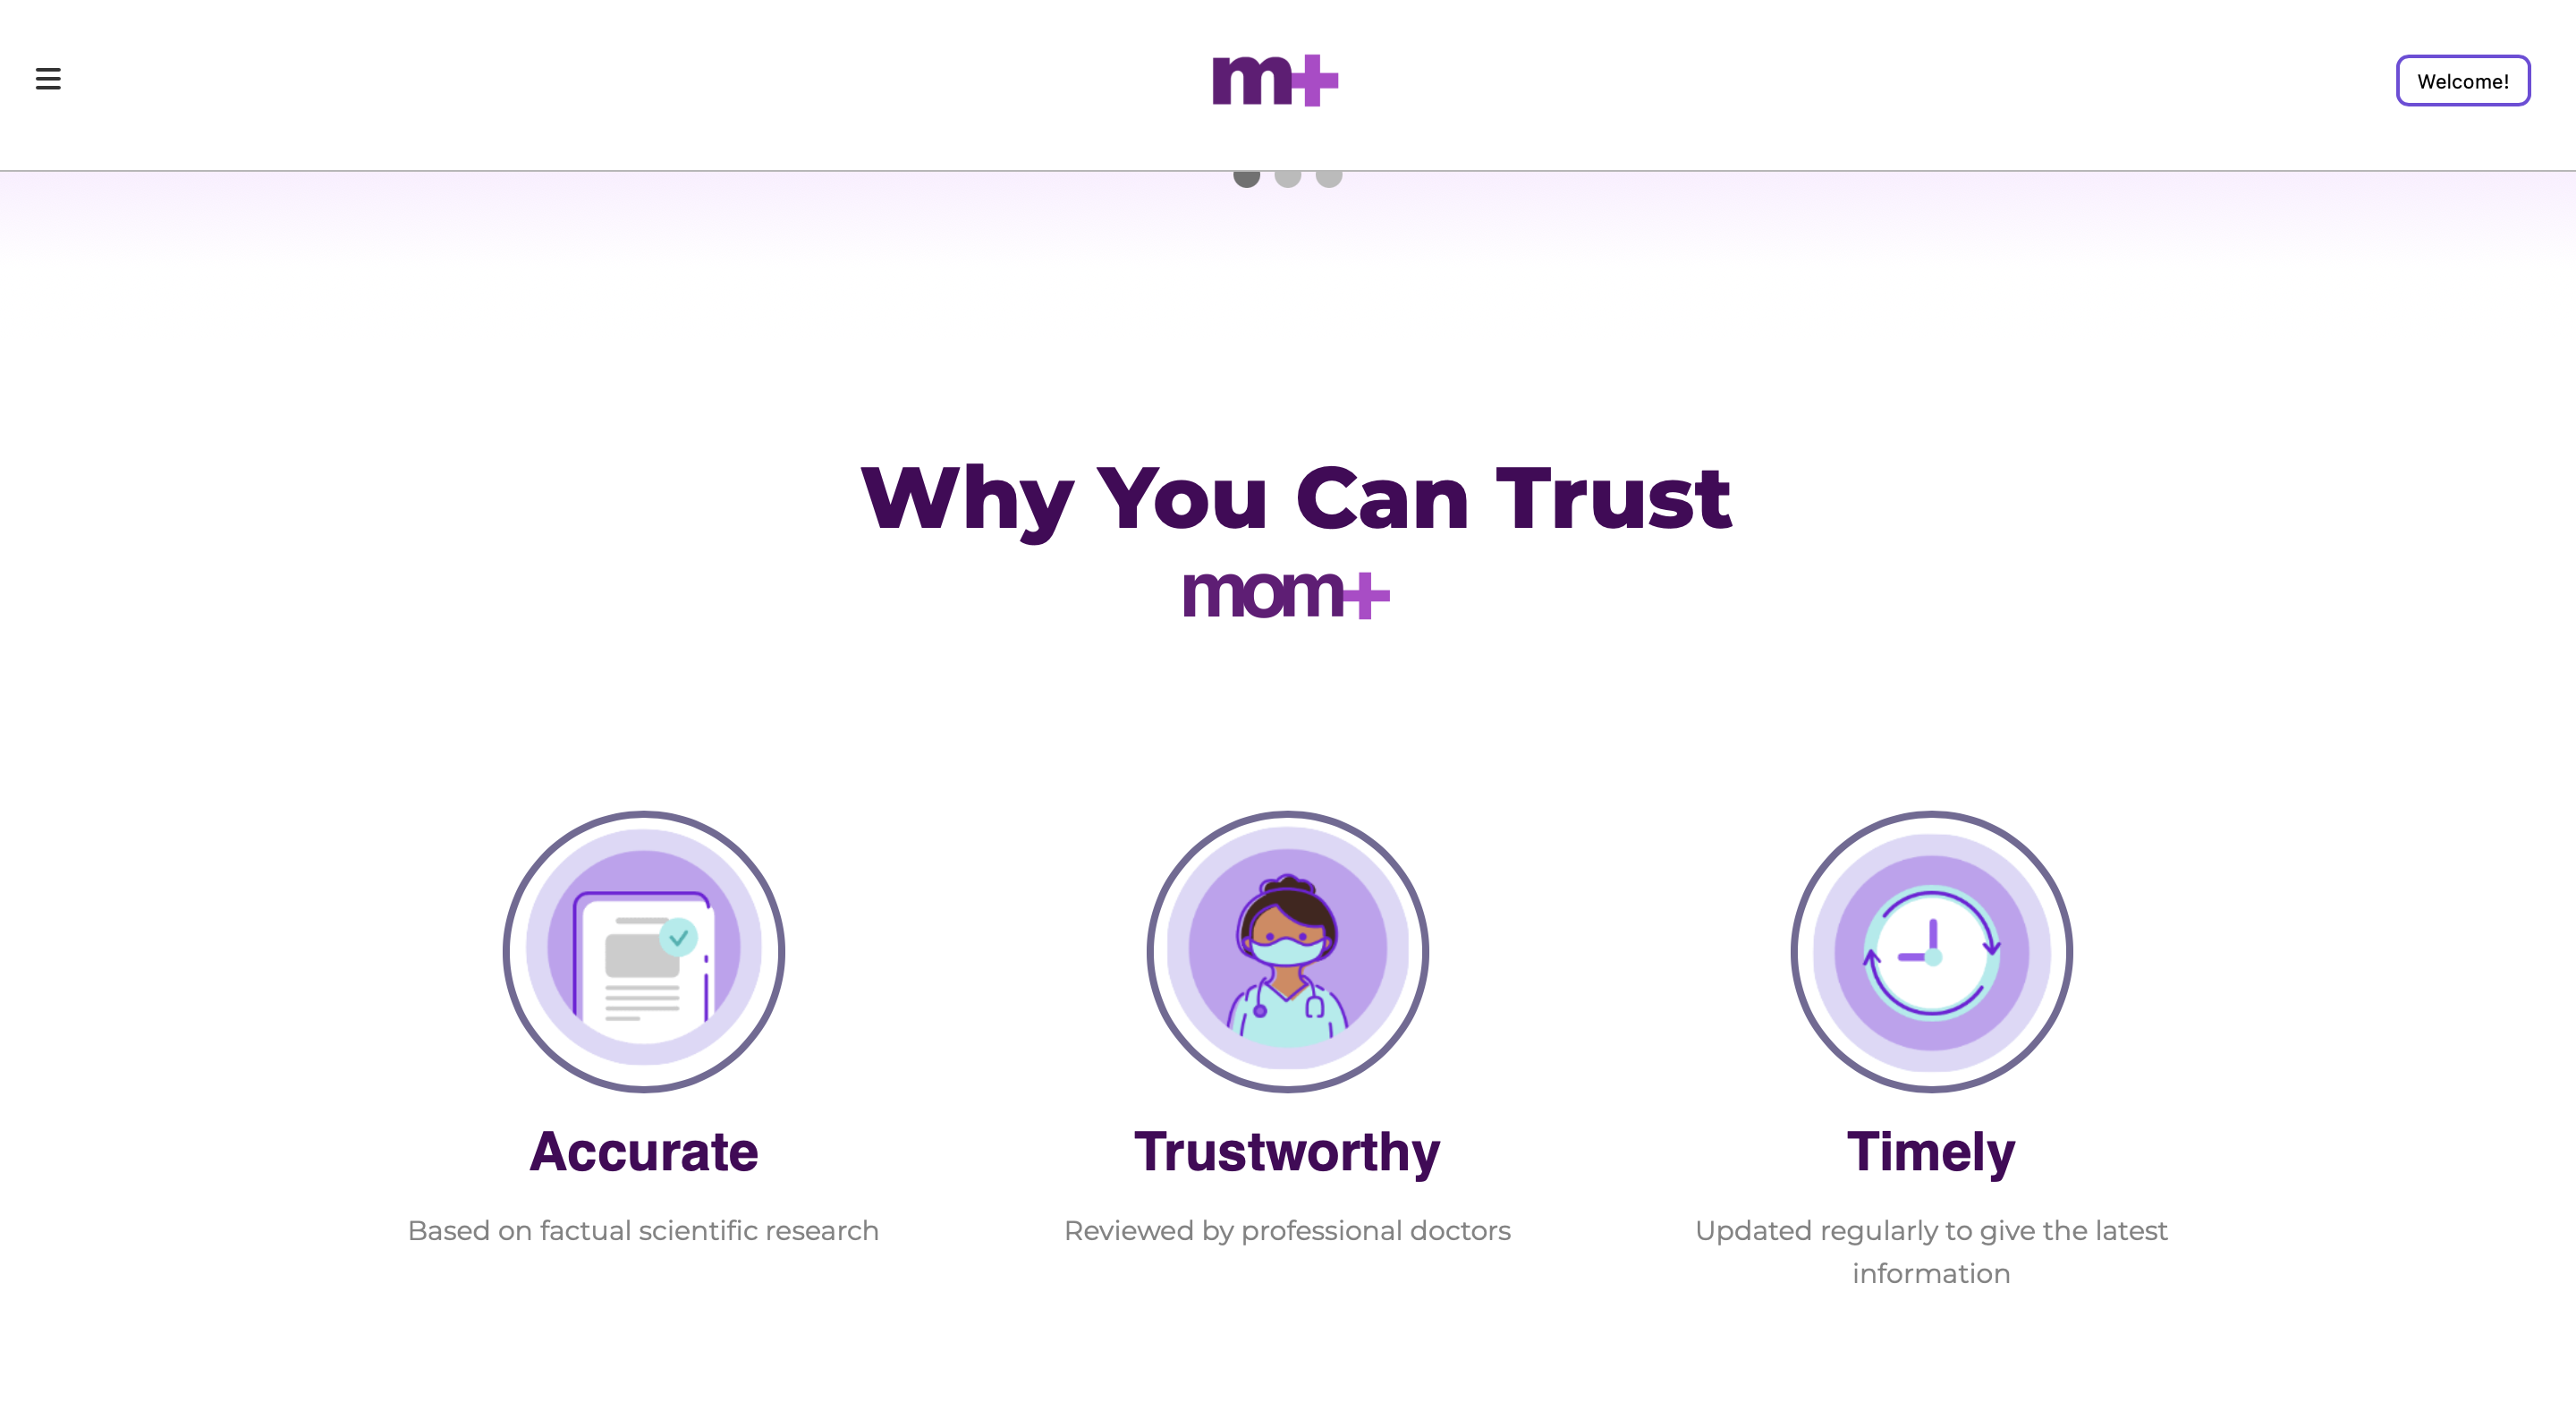 m+
Welcome!
Why You Can Trust
mom+
Accurate
Trustworthy
Timely
Based on factual scientific research
Reviewed by professional doctors
Updated regularly to give the latest
information